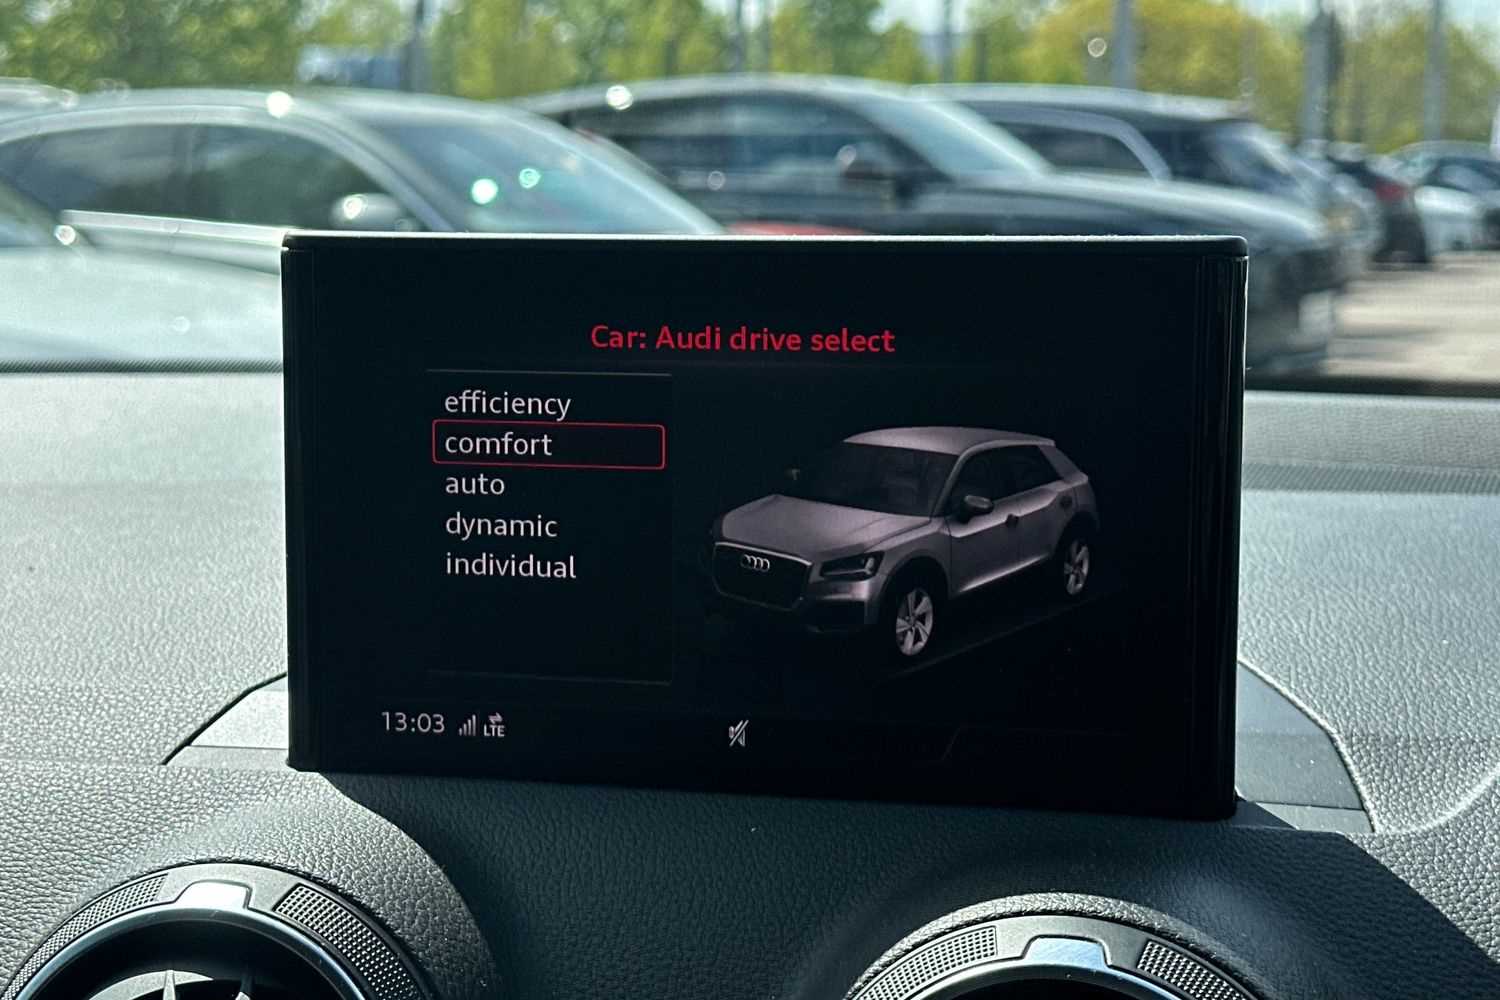 Car: Audi drive select
efficiency
comfort
auto
dynamic
individual
13:03 LTE